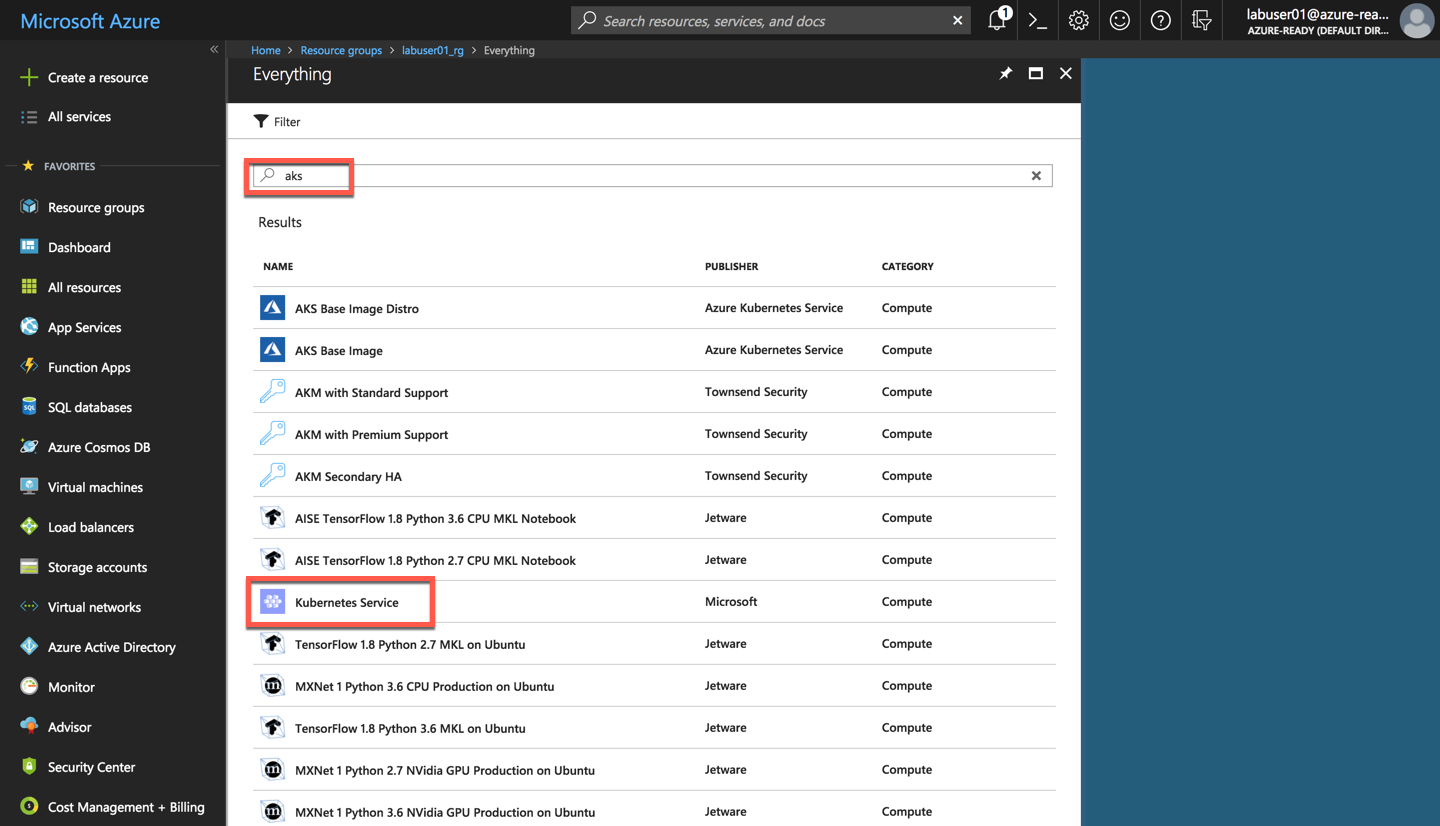 Microsoft Azure
Search resources, services, and docs
1
labuser01@azure-rea...
AZURE-READY (DEFAULT DIR...
Home > Resource groups > labuser01_rg > Everything
Create a resource
All services
FAVORITES
Resource groups
Dashboard
All resources
App Services
Function Apps
SQL databases
Azure Cosmos DB
Virtual machines
Load balancers
Storage accounts
Virtual networks
Azure Active Directory
Monitor
Advisor
Security Center
Cost Management + Billing
Everything
Filter
aks
Results
NAME PUBLISHER CATEGORY
AKS Base Image Distro Azure Kubernetes Service Compute
AKS Base Image Azure Kubernetes Service Compute
AKM with Standard Support Townsend Security Compute
AKM with Premium Support Townsend Security Compute
AKM Secondary HA Townsend Security Compute
AISE TensorFlow 1.8 Python 3.6 CPU MKL Notebook Jetware Compute
AISE TensorFlow 1.8 Python 2.7 CPU MKL Notebook Jetware Compute
Kubernetes Service Microsoft Compute
TensorFlow 1.8 Python 2.7 MKL on Ubuntu Jetware Compute
MXNet 1 Python 3.6 CPU Production on Ubuntu Jetware Compute
TensorFlow 1.8 Python 3.6 MKL on Ubuntu Jetware Compute
MXNet 1 Python 2.7 NVidia GPU Production on Ubuntu Jetware Compute
MXNet 1 Python 3.6 NVidia GPU Production on Ubuntu Jetware Compute